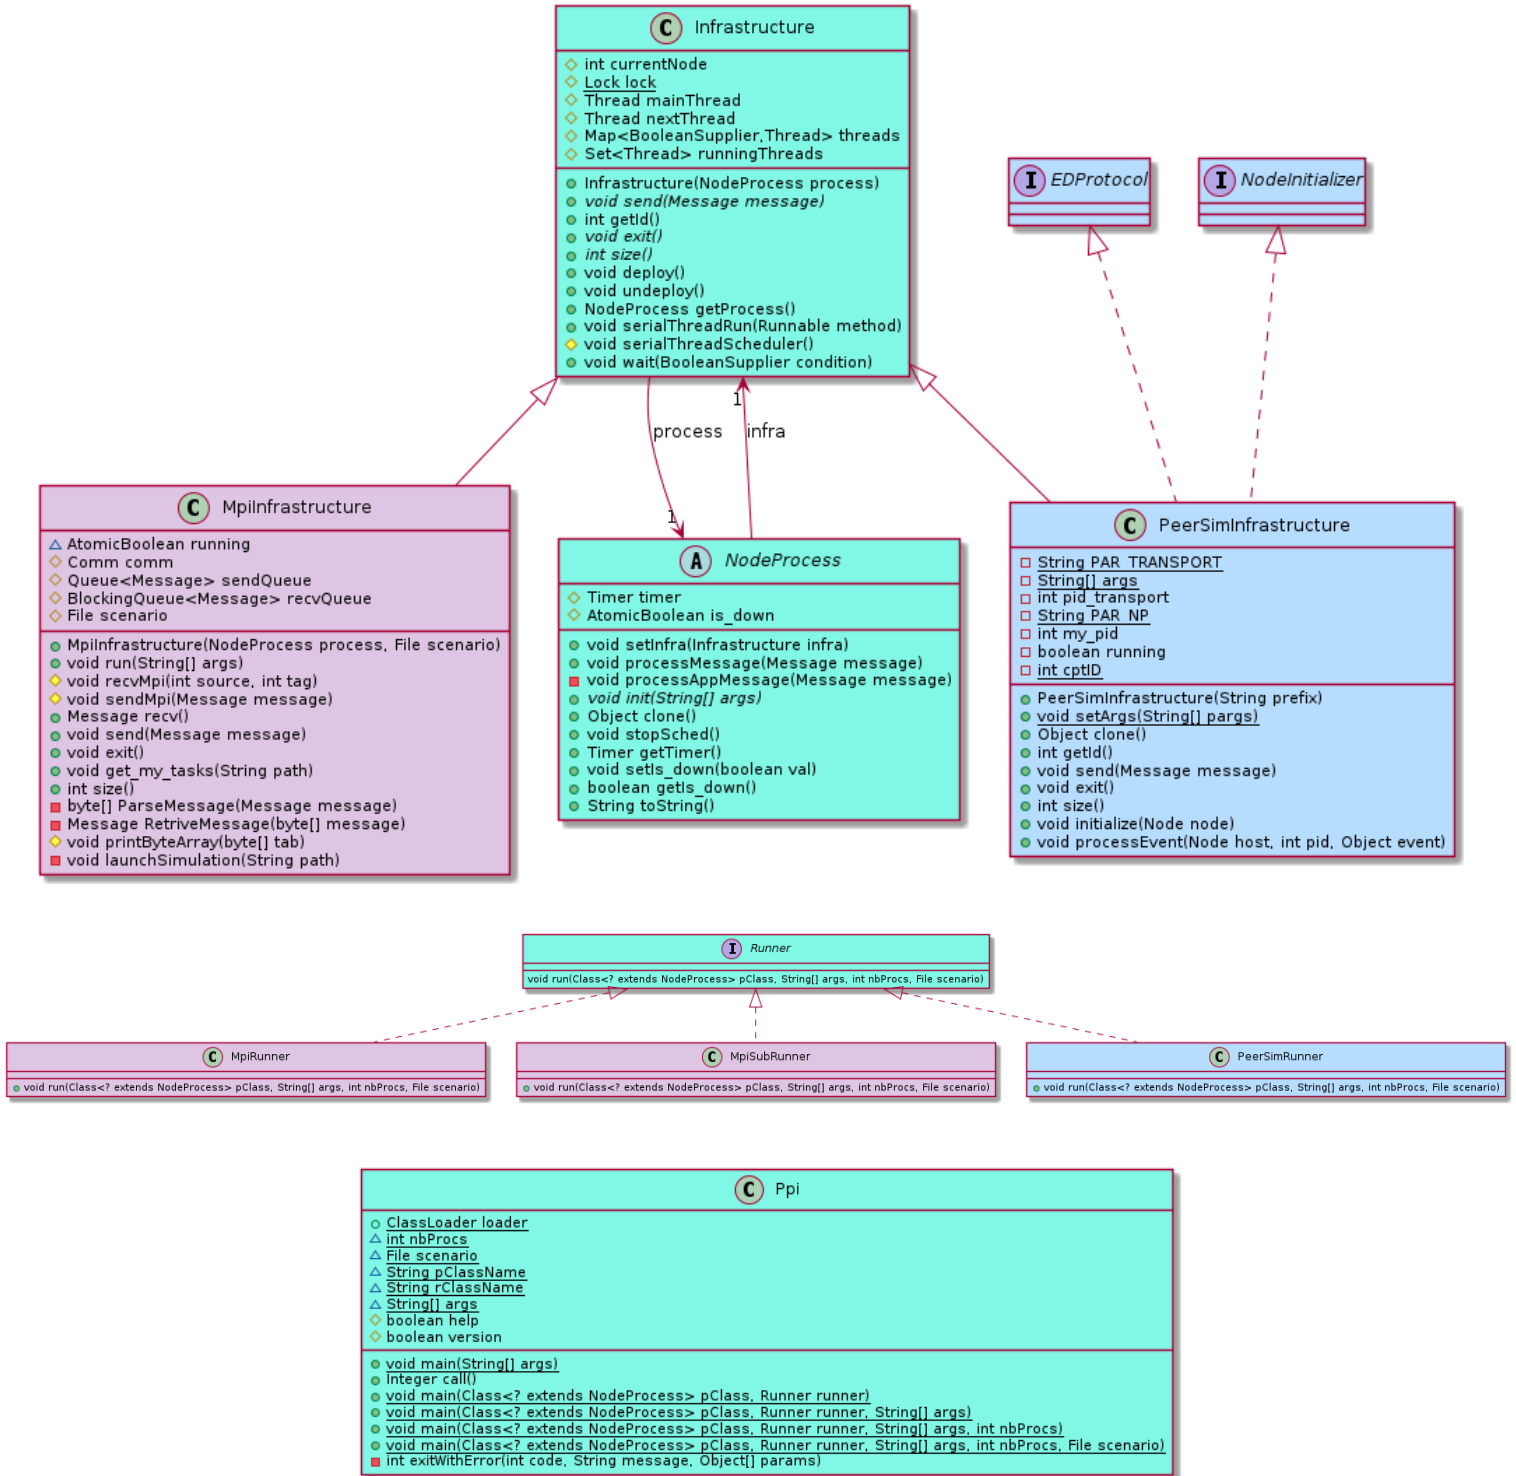 C Infrastructure
int currentNode
Lock lock
Thread mainThread
Thread nextThread
Map<BooleanSupplier,Thread> threads
Set<Thread> runningThreads
Infrastructure(NodeProcess process)
void send(Message message)
int getId()
void exit()
int size()
void deploy()
void undeploy()
NodeProcess getProcess()
void serialThreadRun(Runnable method)
void serialThreadScheduler()
void wait(BooleanSupplier condition)
I EDProtocol
I NodeInitializer
1
process
infra
1
C MpiInfrastructure
AtomicBoolean running
Comm comm
Queue<Message> sendQueue
BlockingQueue<Message> recvQueue
File scenario
MpiInfrastructure(NodeProcess process, File scenario)
void run(String[] args)
void recvMpi(int source, int tag)
void sendMpi(Message message)
Message recv()
void send(Message message)
void exit()
void get_my_tasks(String path)
int size()
byte[] ParseMessage(Message message)
Message RetriveMessage(byte[] message)
void printByteArray(byte[] tab)
void launchSimulation(String path)
A NodeProcess
Timer timer
AtomicBoolean is_down
void setInfra(Infrastructure infra)
void processMessage(Message message)
void processAppMessage(Message message)
void init(String[] args)
Object clone()
void stopSched()
Timer getTimer()
void setIs_down(boolean val)
boolean getIs_down()
String toString()
C PeerSimInfrastructure
String PAR_TRANSPORT
String[] args
int pid_transport
String PAR_NP
int my_pid
boolean running
int cptID
PeerSimInfrastructure(String prefix)
void setArgs(String[] pargs)
Object clone()
int getId()
void send(Message message)
void exit()
int size()
void initialize(Node node)
void processEvent(Node host, int pid, Object event)
I Runner
void run(Class<? extends NodeProcess> pClass, String[] args, int nbProcs, File scenario)
C MpiRunner
void run(Class<? extends NodeProcess> pClass, String[] args, int nbProcs, File scenario)
C MpiSubRunner
void run(Class<? extends NodeProcess> pClass, String[] args, int nbProcs, File scenario)
C PeerSimRunner
void run(Class<? extends NodeProcess> pClass, String[] args, int nbProcs, File scenario)
C Ppi
ClassLoader loader
int nbProcs
File scenario
String pClassName
String rClassName
String[] args
boolean help
boolean version
void main(String[] args)
Integer call()
void main(Class<? extends NodeProcess> pClass, Runner runner)
void main(Class<? extends NodeProcess> pClass, Runner runner, String[] args)
void main(Class<? extends NodeProcess> pClass, Runner runner, String[] args, int nbProcs)
void main(Class<? extends NodeProcess> pClass, Runner runner, String[] args, int nbProcs, File scenario)
int exitWithError(int code, String message, Object[] params)